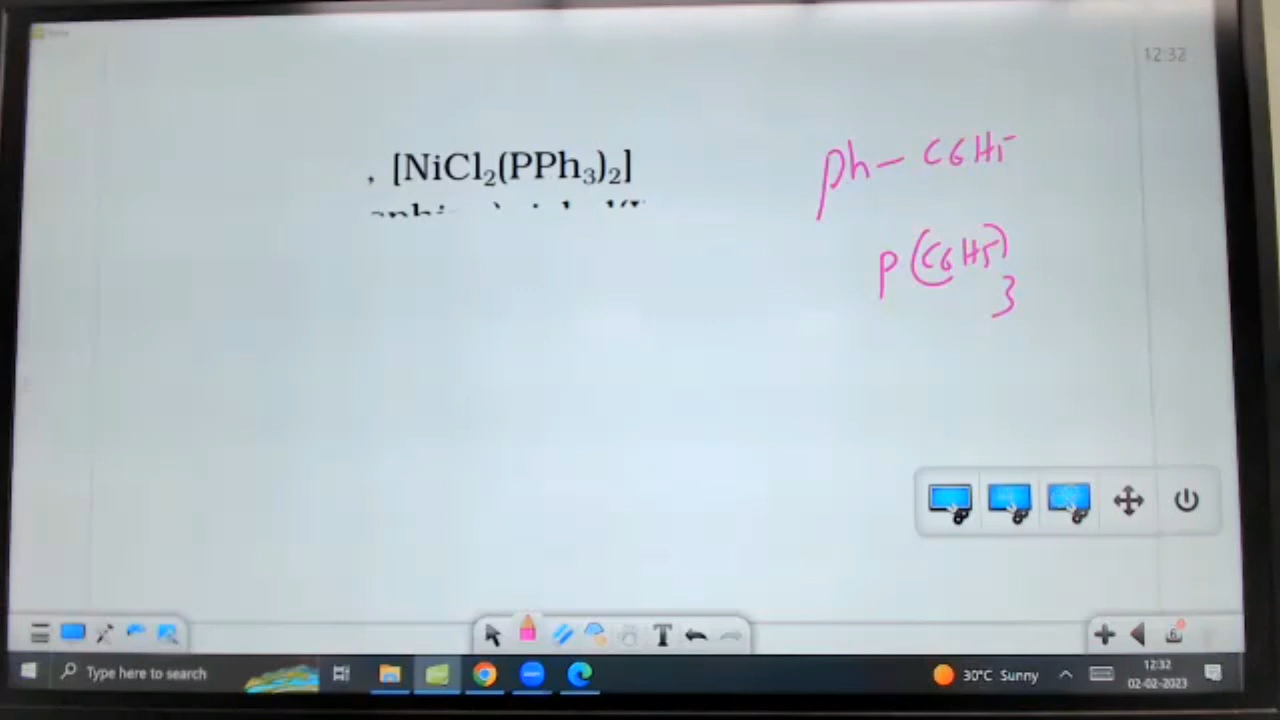 12:32
, [NiCl₂(PPh₃)₂]
Ph – C6H5
P(C6H5)3
Type here to search
30°C Sunny
12:32
02-02-2023